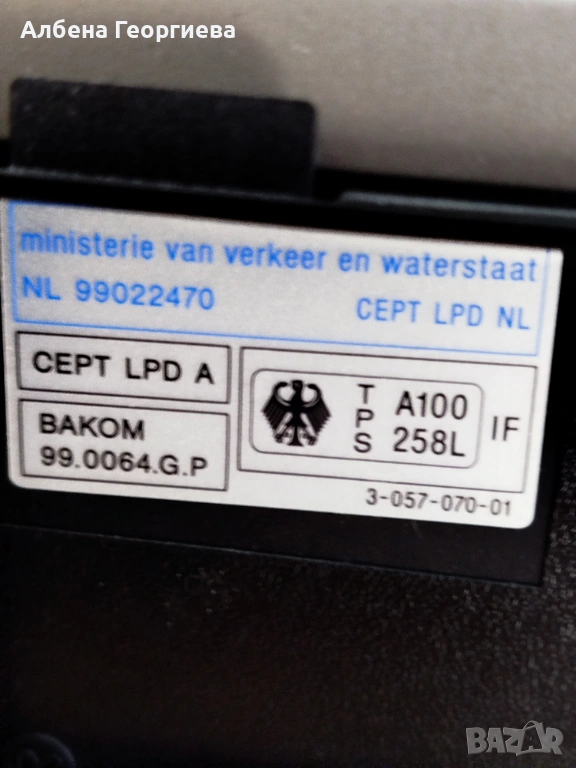 Албена Георгиева
ministerie van verkeer en waterstaat
NL 99022470 CEPT LPD NL
CEPT LPD A
BAKOM
99.0064.G.P
T
P
S
A100
258L
IF
3-057-070-01
BAZAR